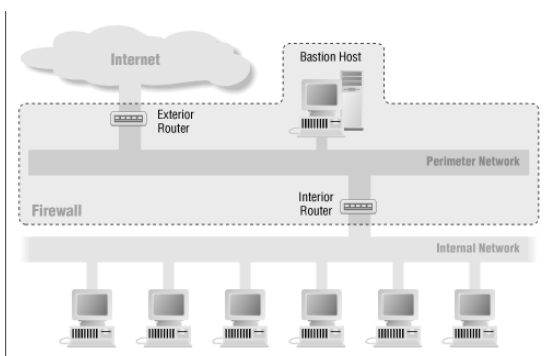 Internet
Bastion Host
Exterior
Router
Perimeter Network
Interior
Router
Firewall
Internal Network